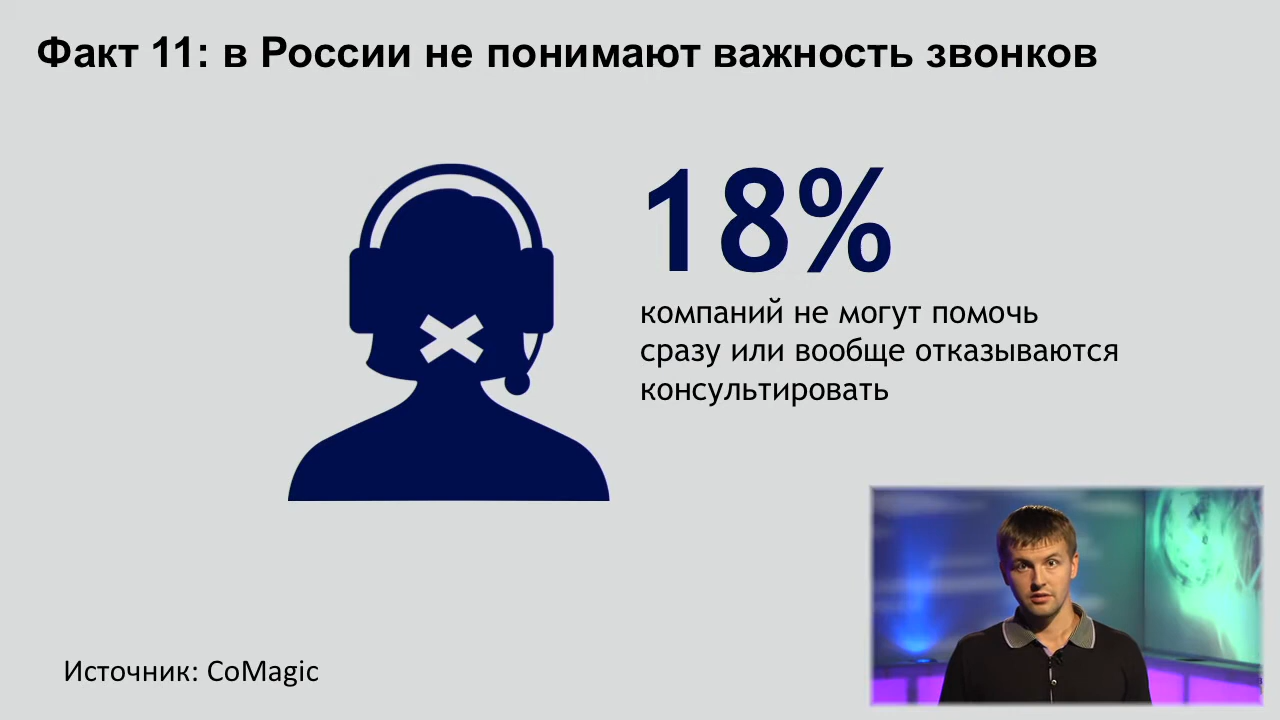 Факт 11: в России не понимают важность звонков
18%
компаний не могут помочь
сразу или вообще отказываются
консультировать
Источник: CoMagic